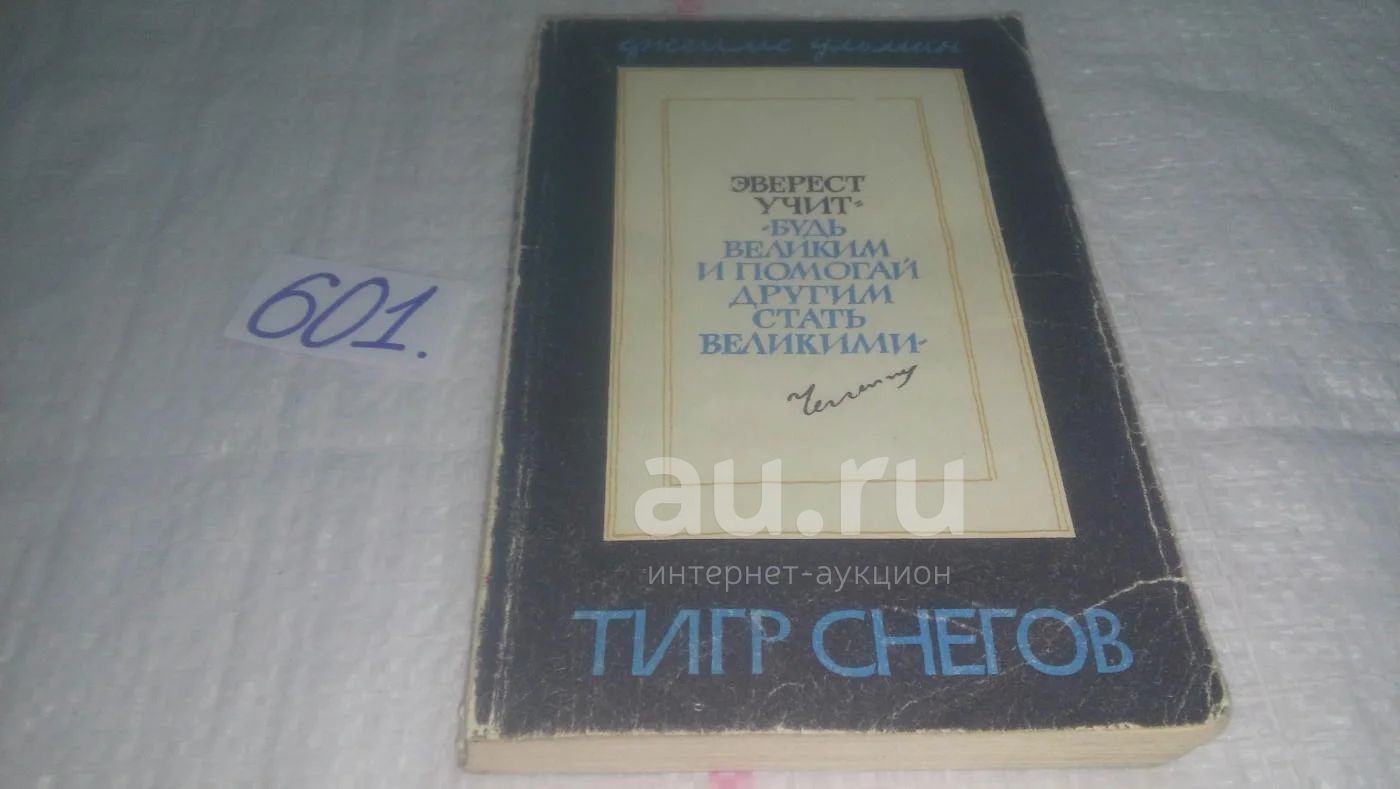 джеймс ульман
ЭВЕРЕСТ
УЧИТ"
"БУДЬ
ВЕЛИКИМ
И ПОМОГАЙ
ДРУГИМ
СТАТЬ
ВЕЛИКИМИ"
601.
au.ru
интернет-аукцион
ТИГР СНЕГОВ